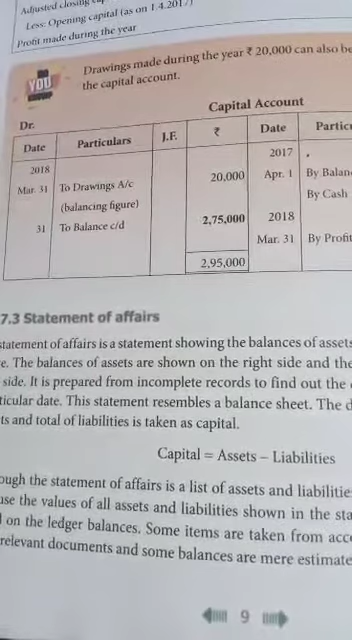 Adjusted closing
Less: Opening capital (as on 1.4.2017)
Profit made during the year
YOU
Drawings made during the year ₹ 20,000 can also be
the capital account.
Capital Account
Dr.
Date Particulars J.F. ₹ Date
2018 2017
Mar. 31 To Drawings A/c 20,000 Apr. 1 By
(balancing figure) By Cash
31 To Balance c/d 2,75,000 2018
Mar. 31 By Profit
2,95,000
7.3 Statement of affairs
statement of affairs is a statement showing the balances of assets
The balances of assets are shown on the right side and the
side. It is prepared from incomplete records to find out the
date. This statement resembles a balance sheet. The
and total of liabilities is taken as capital.
Capital = Assets – Liabilities
the statement of affairs is a list of assets and
the values of all assets and liabilities shown in the
on the ledger balances. Some items are taken from
relevant documents and some balances are mere
9